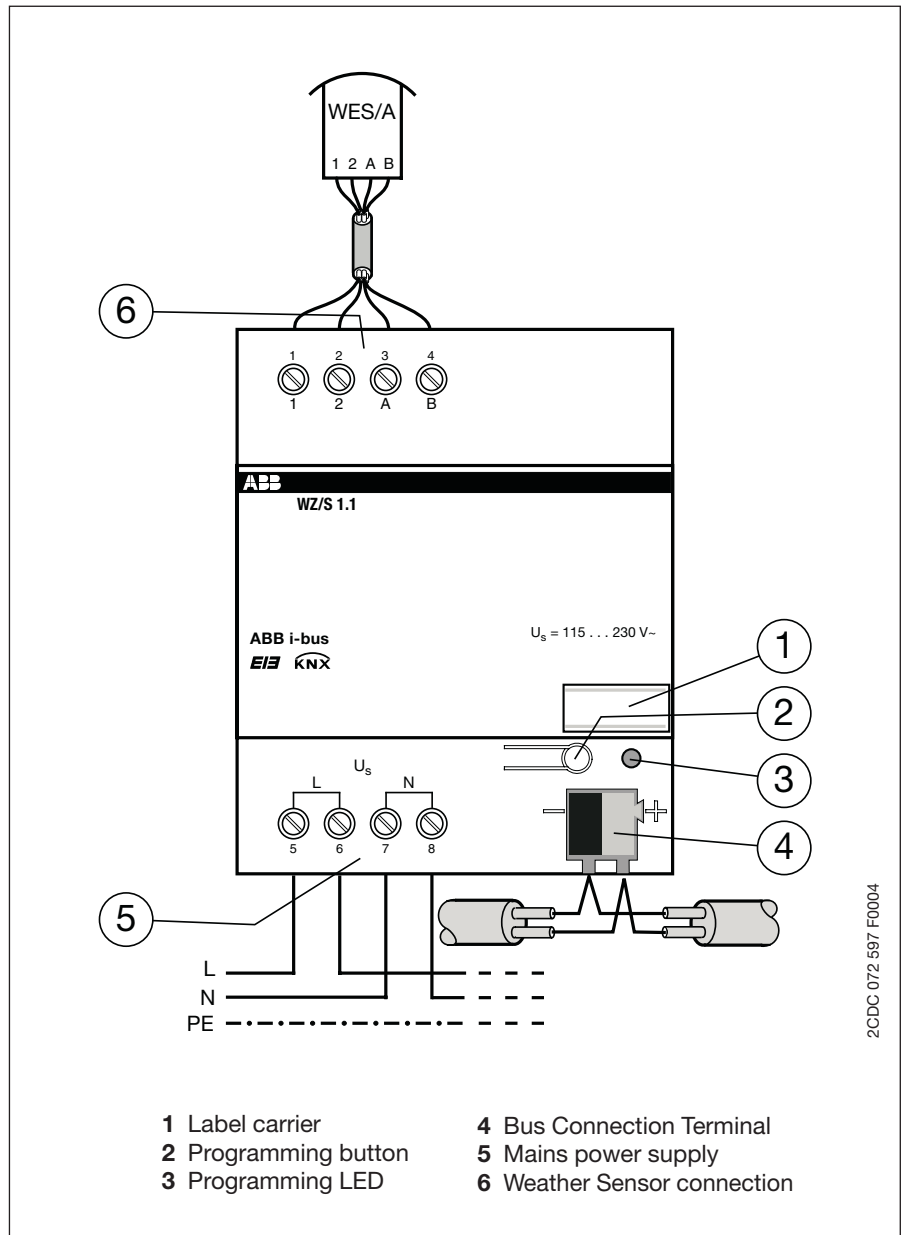 WES/A
1 2 A B
6
1 2 3 4
1 2 A B
ABB
WZ/S 1.1
ABB i-bus
EIB KNX
Us = 115 . . . 230 V~
1
2
3
4
Us
L N
5 6 7 8
− +
5
L
N
PE
2CDC 072 597 F0004
1 Label carrier
2 Programming button
3 Programming LED
4 Bus Connection Terminal
5 Mains power supply
6 Weather Sensor connection